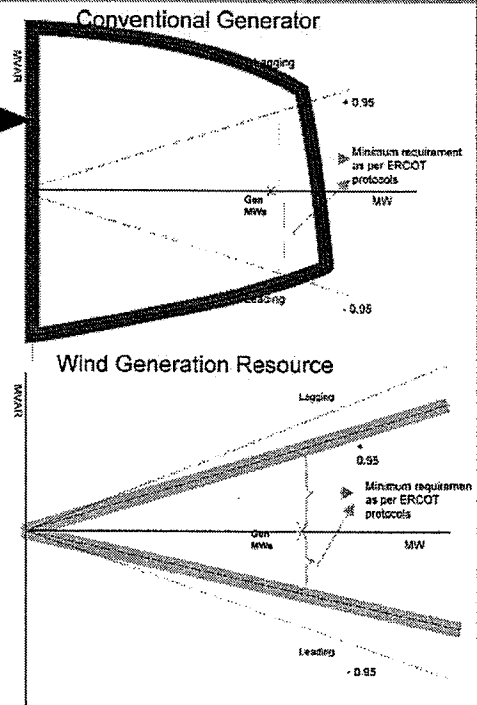 Conventional Generator
MVAR
Lagging
+ 0.95
Minimum requirement
as per ERCOT
protocols
Gen
MWs
MW
Leading
- 0.95
Wind Generation Resource
MVAR
Lagging
+
0.95
Minimum requiremen
as per ERCOT
protocols
Gen
MWs
MW
Leading
- 0.95